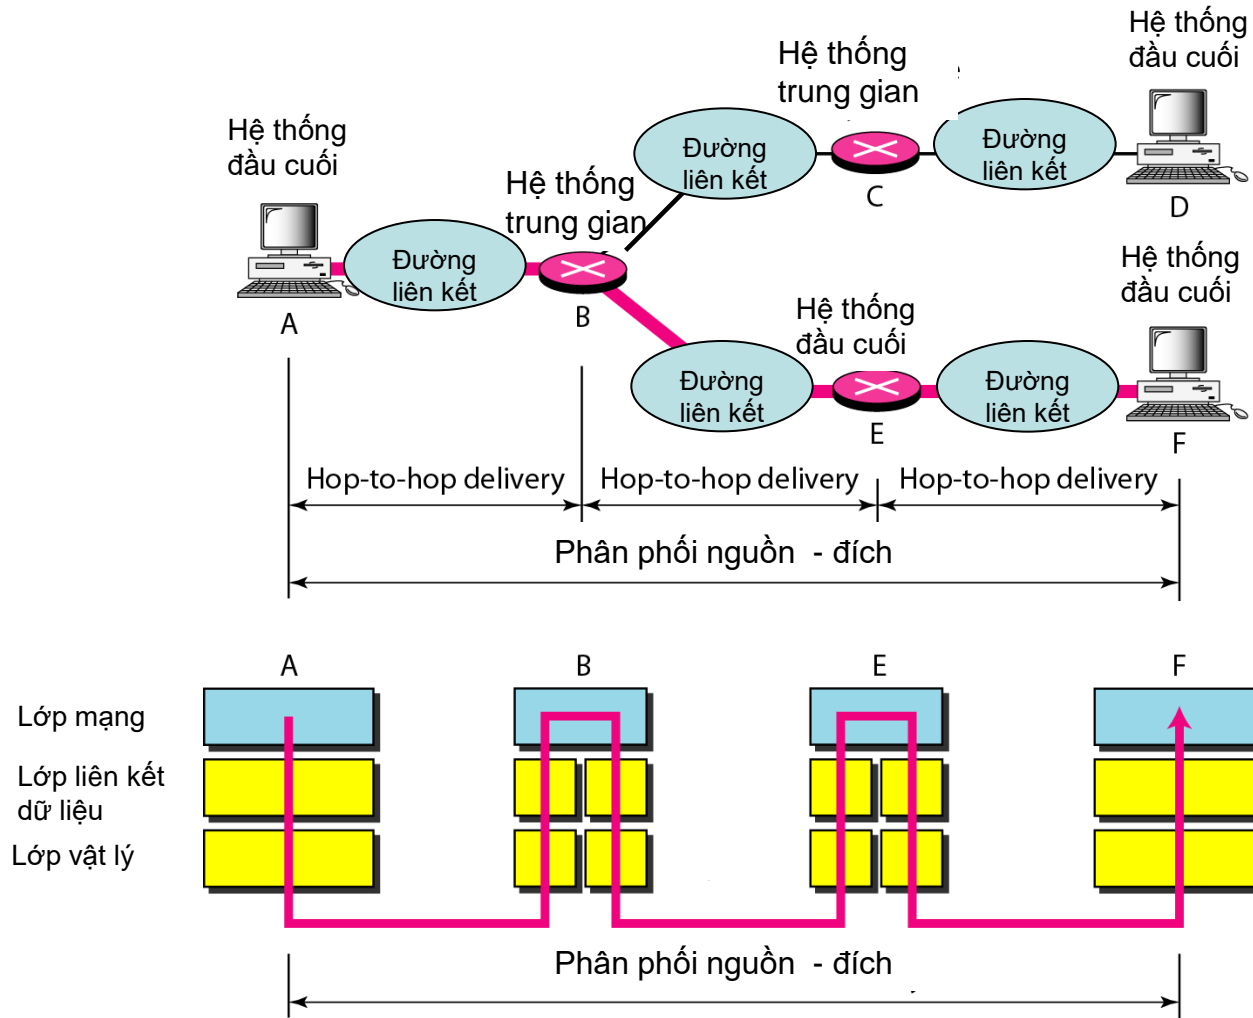 Hệ thống
đầu cuối
Hệ thống
trung gian
Hệ thống
đầu cuối
Hệ thống
trung gian
Đường
liên kết
C
Đường
liên kết
D
Đường
liên kết
A
B
Hệ thống
đầu cuối
Hệ thống
đầu cuối
Đường
liên kết
E
Đường
liên kết
F
Hop-to-hop delivery
Hop-to-hop delivery
Hop-to-hop delivery
Phân phối nguồn - đích
A
B
E
F
Lớp mạng
Lớp liên kết
dữ liệu
Lớp vật lý
Phân phối nguồn - đích